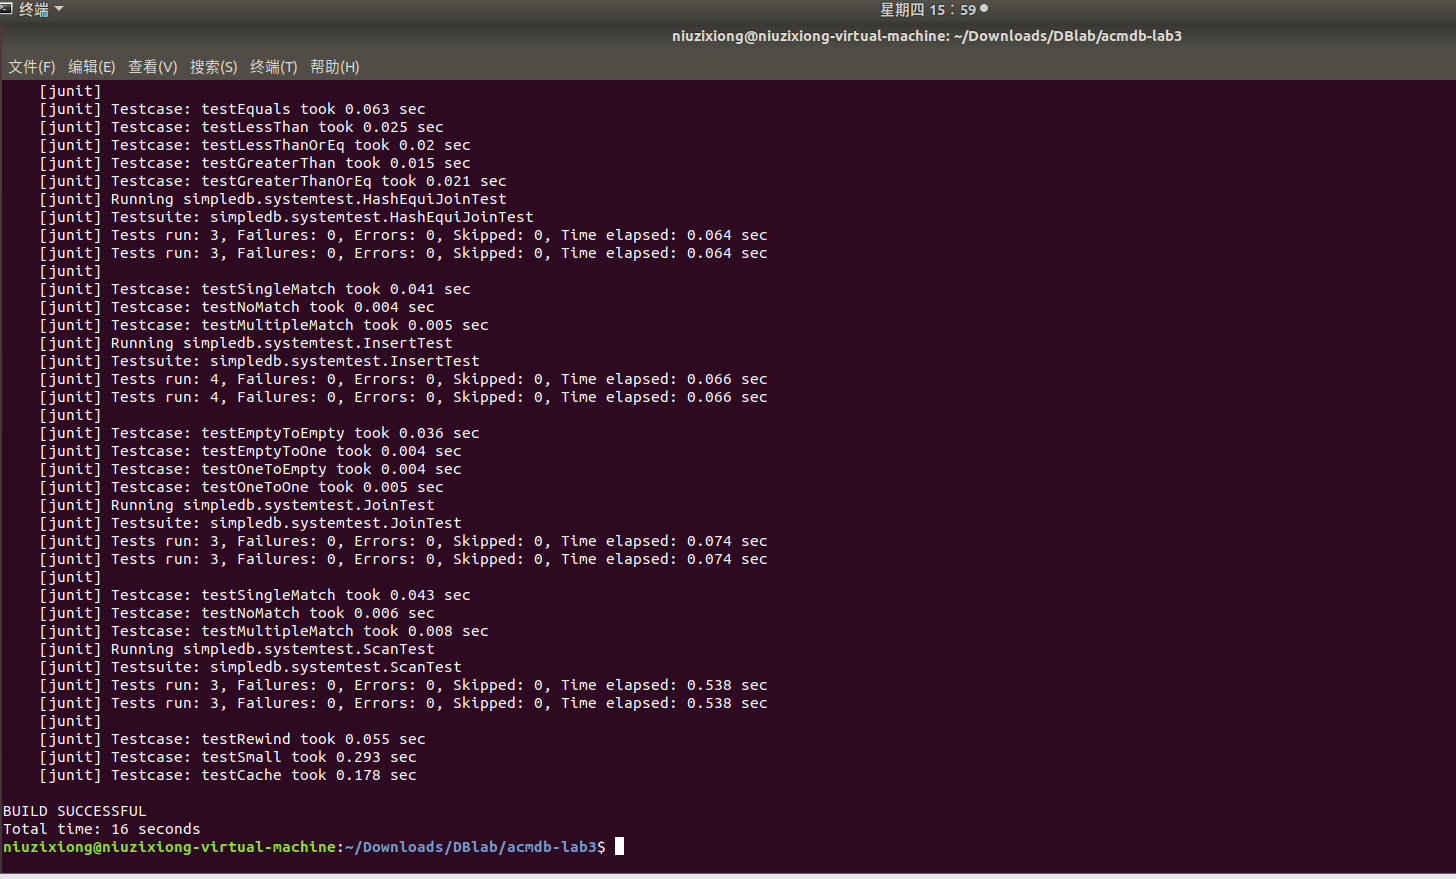 终端
星期四 15：59
niuzixiong@niuzixiong-virtual-machine: ~/Downloads/DBlab/acmdb-lab3
文件(F) 编辑(E) 查看(V) 搜索(S) 终端(T) 帮助(H)
[junit]
[junit] Testcase: testEquals took 0.063 sec
[junit] Testcase: testLessThan took 0.025 sec
[junit] Testcase: testLessThanOrEq took 0.02 sec
[junit] Testcase: testGreaterThan took 0.015 sec
[junit] Testcase: testGreaterThanOrEq took 0.021 sec
[junit] Running simpledb.systemtest.HashEquiJoinTest
[junit] Testsuite: simpledb.systemtest.HashEquiJoinTest
[junit] Tests run: 3, Failures: 0, Errors: 0, Skipped: 0, Time elapsed: 0.064 sec
[junit] Tests run: 3, Failures: 0, Errors: 0, Skipped: 0, Time elapsed: 0.064 sec
[junit]
[junit] Testcase: testSingleMatch took 0.041 sec
[junit] Testcase: testNoMatch took 0.004 sec
[junit] Testcase: testMultipleMatch took 0.005 sec
[junit] Running simpledb.systemtest.InsertTest
[junit] Testsuite: simpledb.systemtest.InsertTest
[junit] Tests run: 4, Failures: 0, Errors: 0, Skipped: 0, Time elapsed: 0.066 sec
[junit] Tests run: 4, Failures: 0, Errors: 0, Skipped: 0, Time elapsed: 0.066 sec
[junit]
[junit] Testcase: testEmptyToEmpty took 0.036 sec
[junit] Testcase: testEmptyToOne took 0.004 sec
[junit] Testcase: testOneToEmpty took 0.004 sec
[junit] Testcase: testOneToOne took 0.005 sec
[junit] Running simpledb.systemtest.JoinTest
[junit] Testsuite: simpledb.systemtest.JoinTest
[junit] Tests run: 3, Failures: 0, Errors: 0, Skipped: 0, Time elapsed: 0.074 sec
[junit] Tests run: 3, Failures: 0, Errors: 0, Skipped: 0, Time elapsed: 0.074 sec
[junit]
[junit] Testcase: testSingleMatch took 0.043 sec
[junit] Testcase: testNoMatch took 0.006 sec
[junit] Testcase: testMultipleMatch took 0.008 sec
[junit] Running simpledb.systemtest.ScanTest
[junit] Testsuite: simpledb.systemtest.ScanTest
[junit] Tests run: 3, Failures: 0, Errors: 0, Skipped: 0, Time elapsed: 0.538 sec
[junit] Tests run: 3, Failures: 0, Errors: 0, Skipped: 0, Time elapsed: 0.538 sec
[junit]
[junit] Testcase: testRewind took 0.055 sec
[junit] Testcase: testSmall took 0.293 sec
[junit] Testcase: testCache took 0.178 sec
BUILD SUCCESSFUL
Total time: 16 seconds
niuzixiong@niuzixiong-virtual-machine:~/Downloads/DBlab/acmdb-lab3$